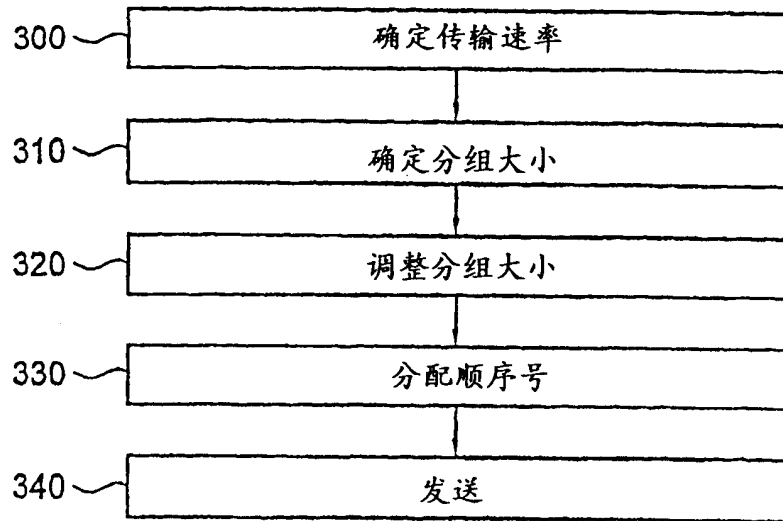 300 确定传输速率
310 确定分组大小
320 调整分组大小
330 分配顺序号
340 发送